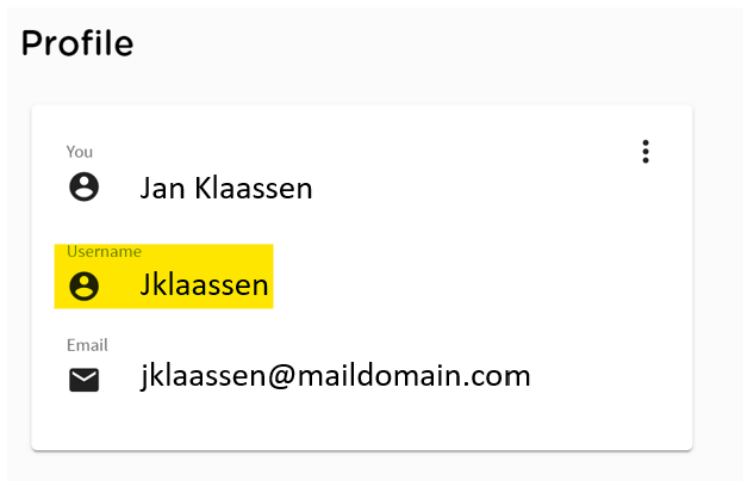 Profile
You
Jan Klaassen
Username
Jklaassen
Email
jklaassen@maildomain.com